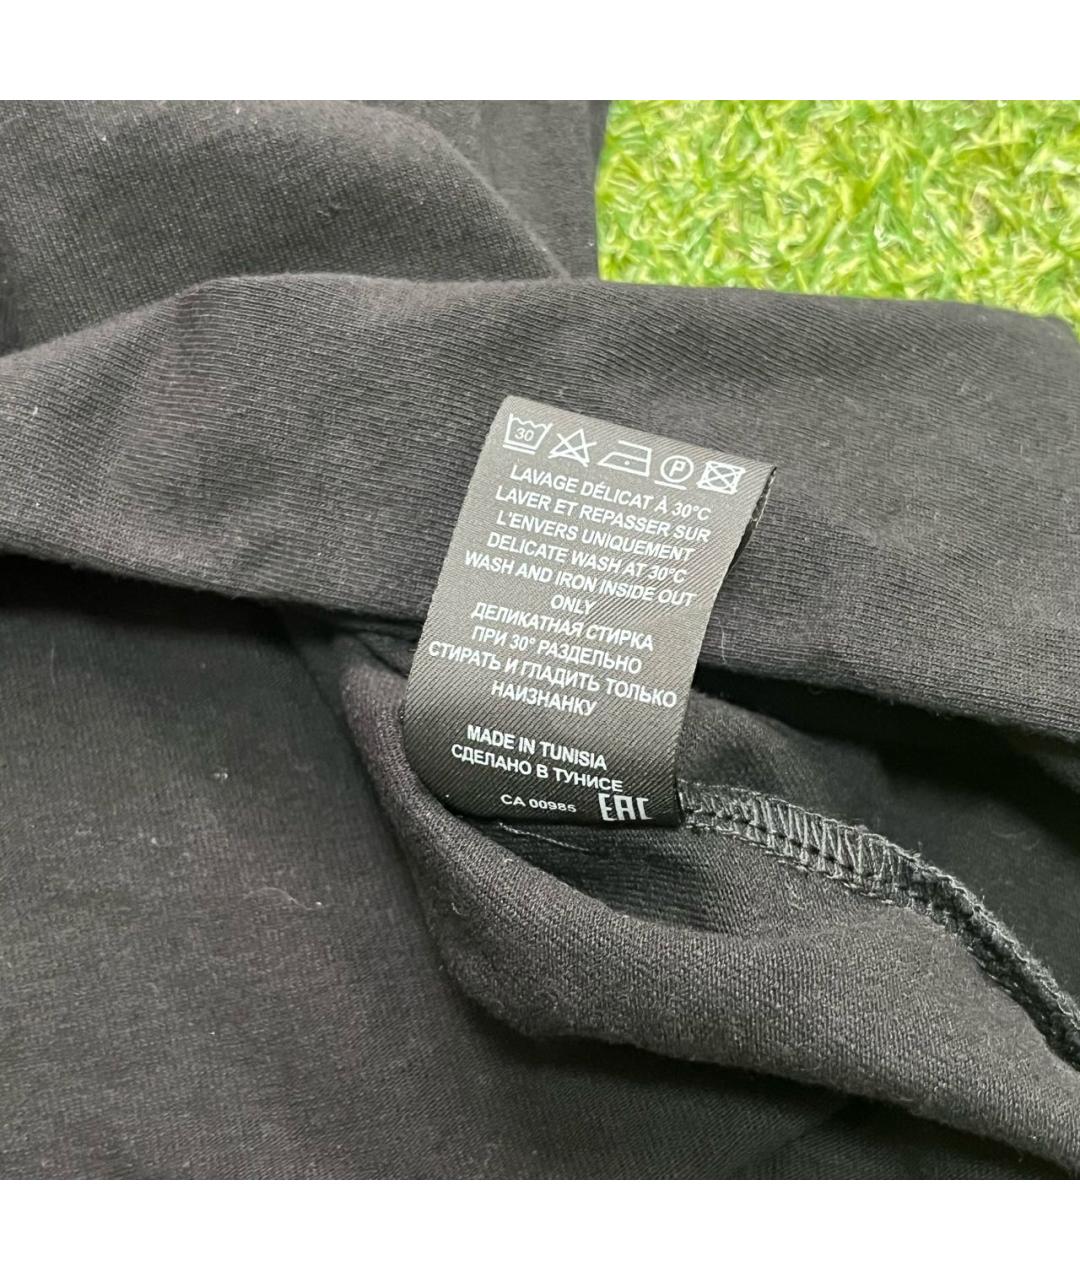 30
P
LAVAGE DÉLICAT À 30°C
LAVER ET REPASSER SUR
L'ENVERS UNIQUEMENT
DELICATE WASH AT 30°C
WASH AND IRON INSIDE OUT
ONLY
ДЕЛИКАТНАЯ СТИРКА
ПРИ 30° РАЗДЕЛЬНО
СТИРАТЬ И ГЛАДИТЬ ТОЛЬКО
НАИЗНАНКУ
MADE IN TUNISIA
СДЕЛАНО В ТУНИСЕ
CA 00985 EAC